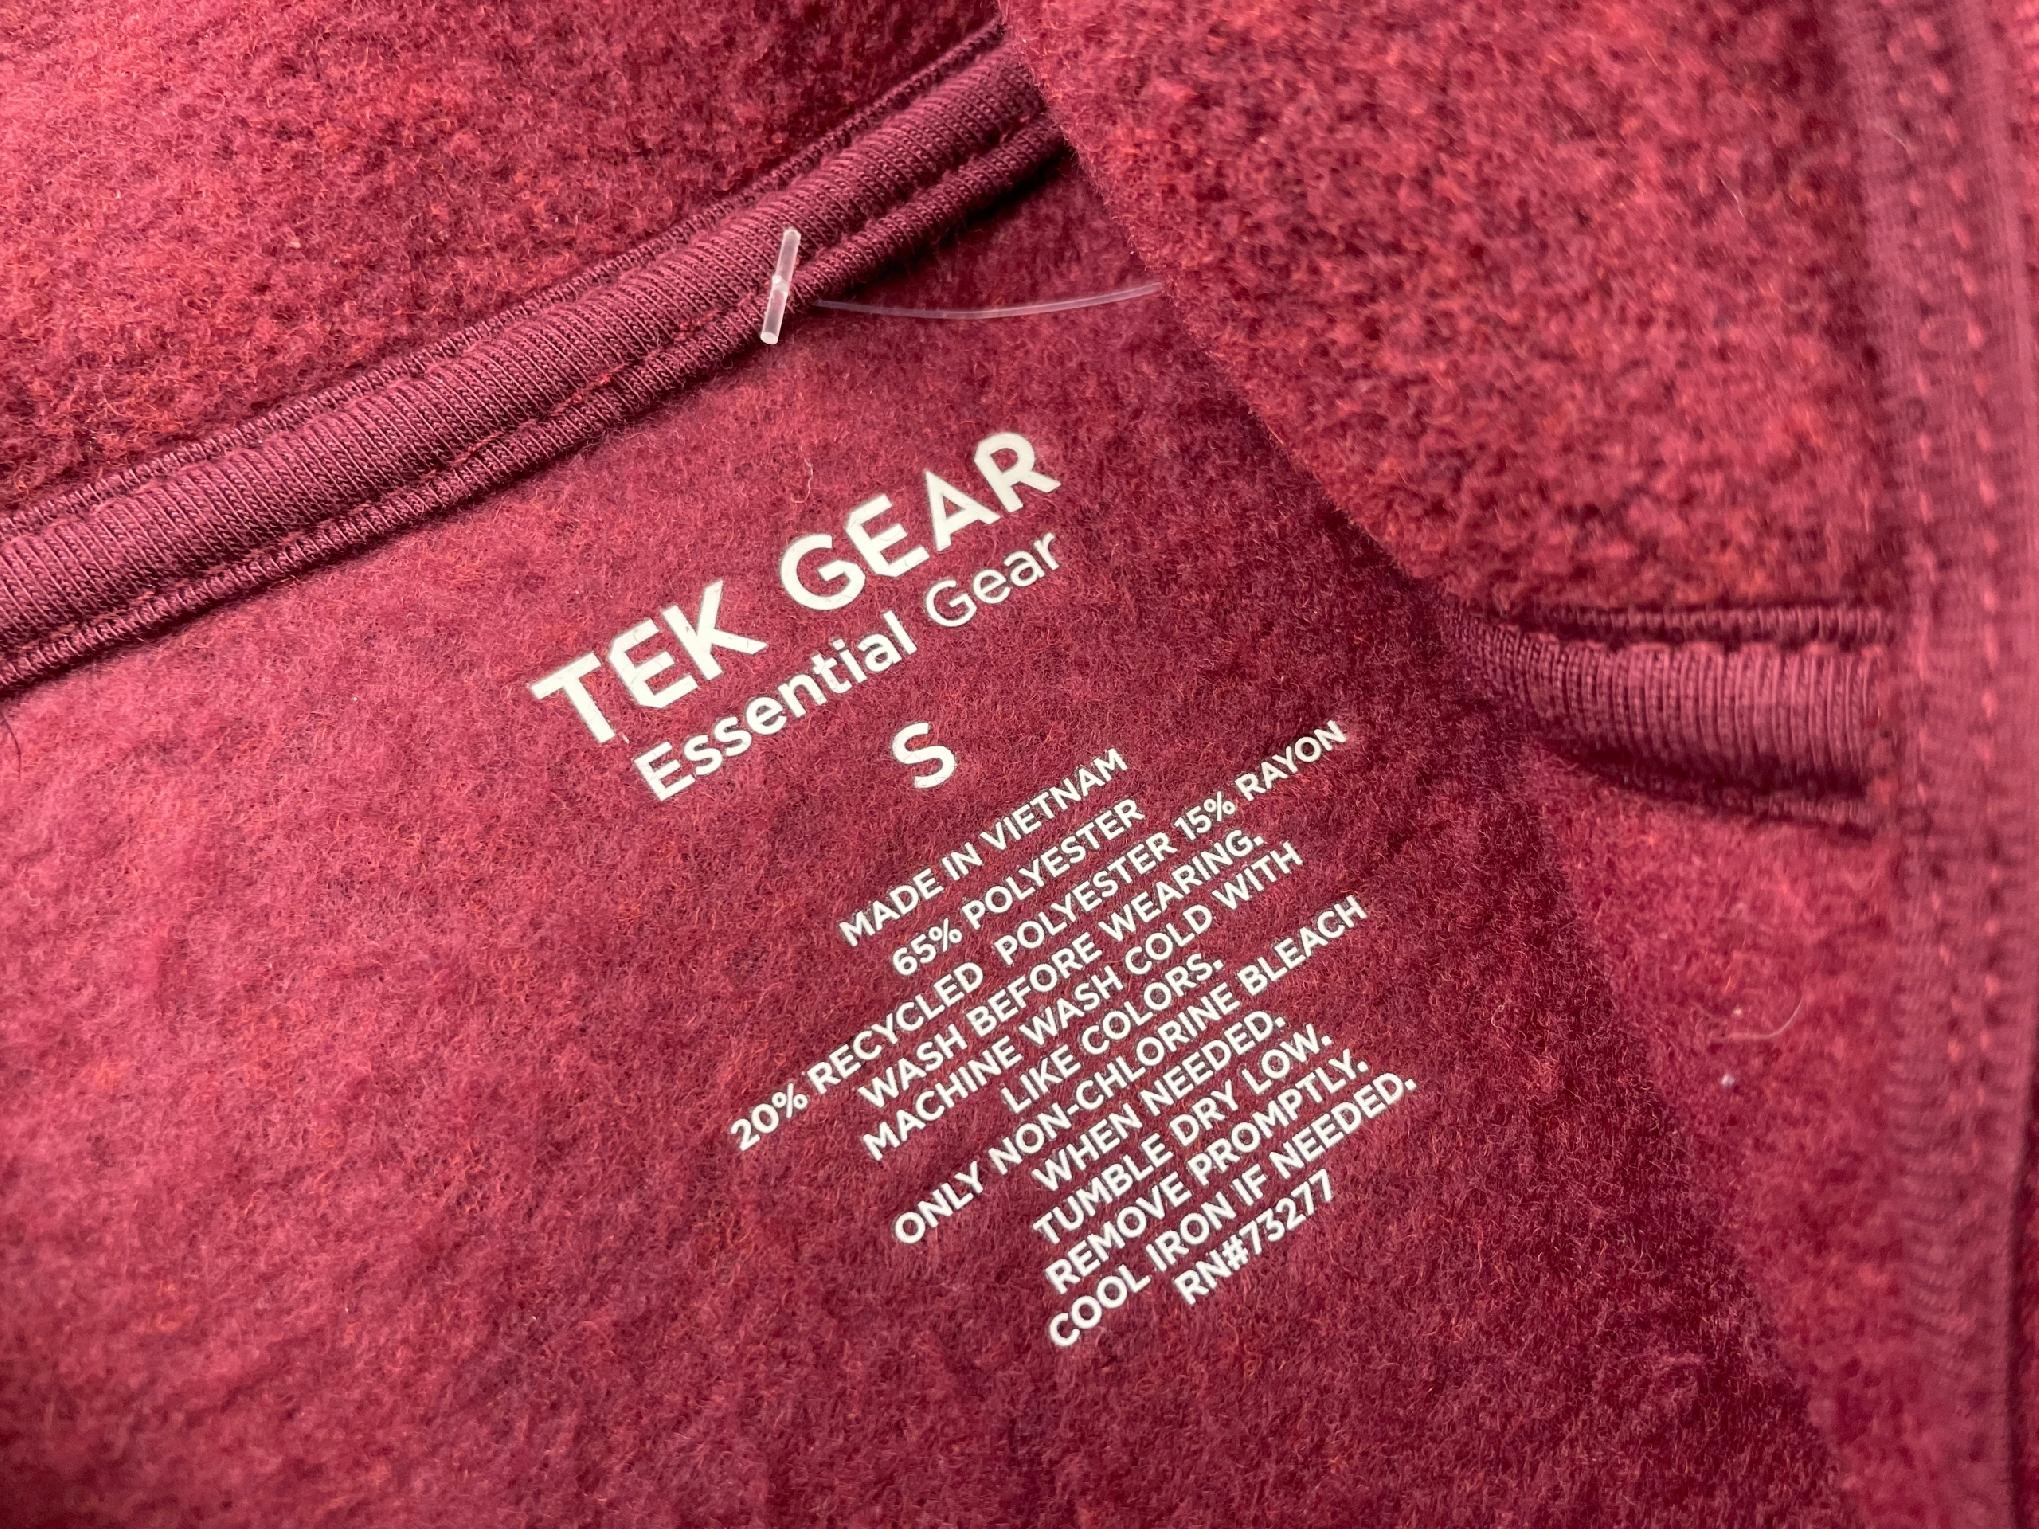 TEK GEAR
Essential Gear
S
MADE IN VIETNAM
65% POLYESTER
20% RECYCLED POLYESTER 15% RAYON
WASH BEFORE WEARING.
MACHINE WASH COLD WITH
LIKE COLORS.
ONLY NON-CHLORINE BLEACH
WHEN NEEDED.
TUMBLE DRY LOW.
REMOVE PROMPTLY.
COOL IRON IF NEEDED.
RN#73277